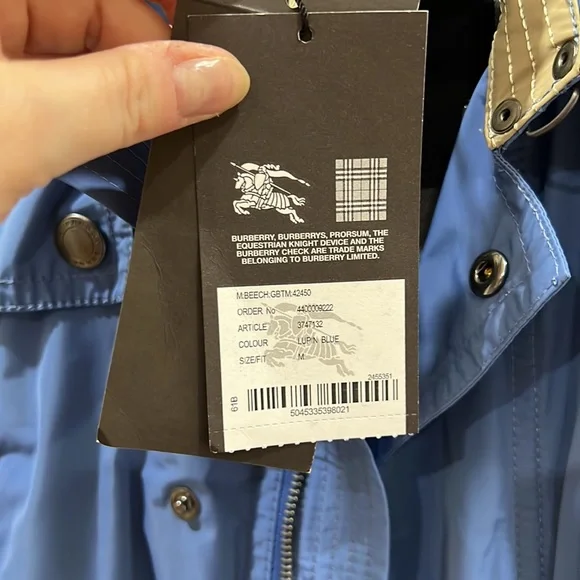 BURBERRY, BURBERRYS, PRORSUM, THE
EQUESTRIAN KNIGHT DEVICE AND THE
BURBERRY CHECK ARE TRADE MARKS
BELONGING TO BURBERRY LIMITED.
M:BEECH:GBTM:42450
ORDER No 4400009222
ARTICLE 3747132
COLOUR LUPIN BLUE
SIZE/FIT M
2455351
61B
5045335398021